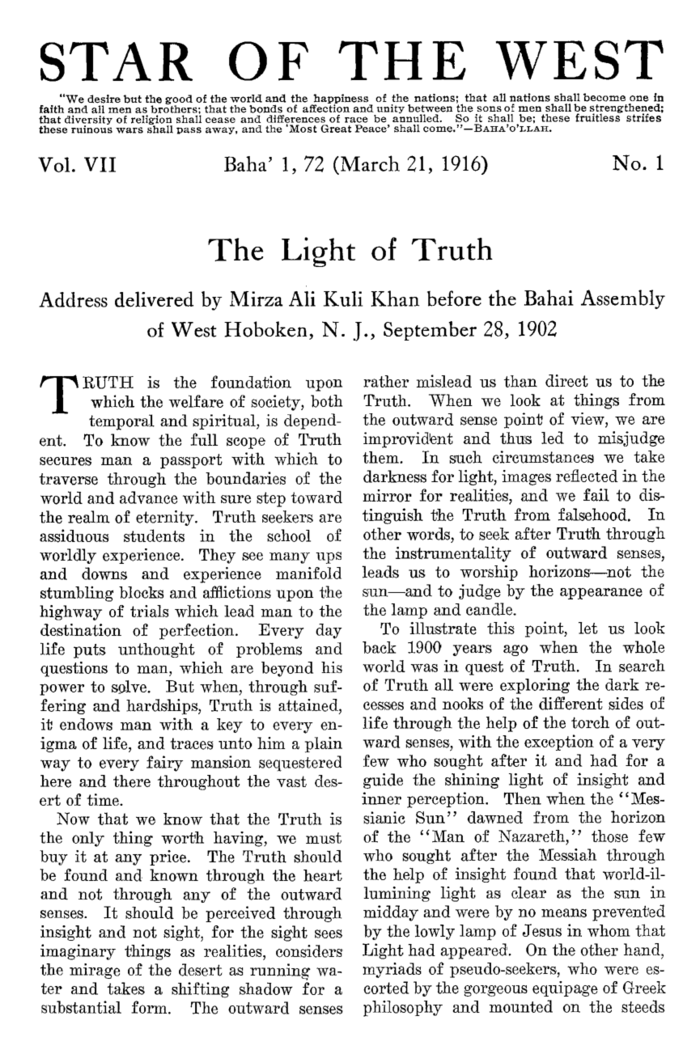 STAR OF THE WEST
"We desire but the good of the world and the happiness of the nations; that all nations shall become one in
faith and all men as brothers; that the bonds of affection and unity between the sons of men shall be strengthened;
that diversity of religion shall cease and differences of race be annulled. So it shall be; these fruitless strifes
these ruinous wars shall pass away, and the 'Most Great Peace' shall come."—BAHA'O'LLAH.
Vol. VII Baha' 1, 72 (March 21, 1916) No. 1
The Light of Truth
Address delivered by Mirza Ali Kuli Khan before the Bahai Assembly
of West Hoboken, N. J., September 28, 1902
TRUTH is the foundation upon
which the welfare of society, both
temporal and spiritual, is depend-
ent. To know the full scope of Truth
secures man a passport with which to
traverse through the boundaries of the
world and advance with sure step toward
the realm of eternity. Truth seekers are
assiduous students in the school of
worldly experience. They see many ups
and downs and experience manifold
stumbling blocks and afflictions upon the
highway of trials which lead man to the
destination of perfection. Every day
life puts unthought of problems and
questions to man, which are beyond his
power to solve. But when, through suf-
fering and hardships, Truth is attained,
it endows man with a key to every en-
igma of life, and traces unto him a plain
way to every fairy mansion sequestered
here and there throughout the vast des-
ert of time.
Now that we know that the Truth is
the only thing worth having, we must
buy it at any price. The Truth should
be found and known through the heart
and not through any of the outward
senses. It should be perceived through
insight and not sight, for the sight sees
imaginary things as realities, considers
the mirage of the desert as running wa-
ter and takes a shifting shadow for a
substantial form. The outward senses
rather mislead us than direct us to the
Truth. When we look at things from
the outward sense point of view, we are
improvident and thus led to misjudge
them. In such circumstances we take
darkness for light, images reflected in the
mirror for realities, and we fail to dis-
tinguish the Truth from falsehood. In
other words, to seek after Truth through
the instrumentality of outward senses,
leads us to worship horizons—not the
sun—and to judge by the appearance of
the lamp and candle.
To illustrate this point, let us look
back 1900 years ago when the whole
world was in quest of Truth. In search
of Truth all were exploring the dark re-
cesses and nooks of the different sides of
life through the help of the torch of out-
ward senses, with the exception of a very
few who sought after it and had for a
guide the shining light of insight and
inner perception. Then when the "Mes-
sianic Sun" dawned from the horizon
of the "Man of Nazareth," those few
who sought after the Messiah through
the help of insight found that world-il-
lumining light as clear as the sun in
midday and were by no means prevented
by the lowly lamp of Jesus in whom that
Light had appeared. On the other hand,
myriads of pseudo-seekers, who were es-
corted by the gorgeous equipage of Greek
philosophy and mounted on the steeds